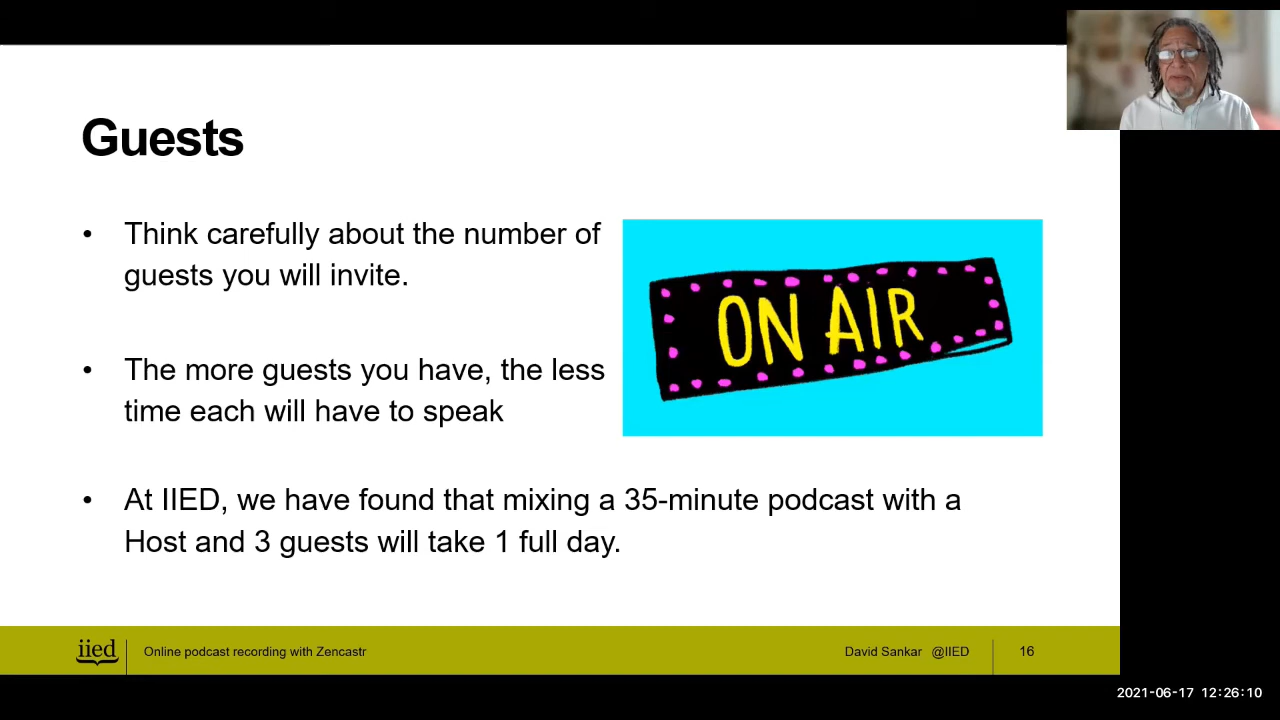 Guests
• Think carefully about the number of
guests you will invite.
• The more guests you have, the less
time each will have to speak
ON AIR
• At IIED, we have found that mixing a 35-minute podcast with a
Host and 3 guests will take 1 full day.
iied
Online podcast recording with Zencastr
David Sankar @IIED
16
2021-06-17 12:26:10